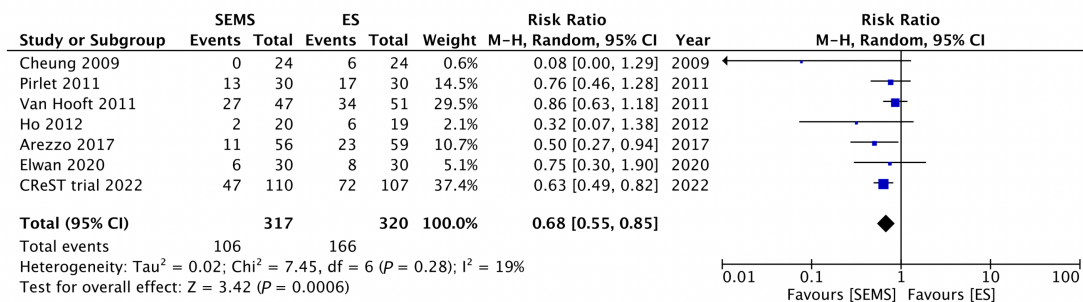 SEMS ES Risk Ratio Risk Ratio
Study or Subgroup Events Total Events Total Weight M-H, Random, 95% CI Year M-H, Random, 95% CI
Cheung 2009 0 24 6 24 0.6% 0.08 [0.00, 1.29] 2009
Pirlet 2011 13 30 17 30 14.5% 0.76 [0.46, 1.28] 2011
Van Hooft 2011 27 47 34 51 29.5% 0.86 [0.63, 1.18] 2011
Ho 2012 2 20 6 19 2.1% 0.32 [0.07, 1.38] 2012
Arezzo 2017 11 56 23 59 10.7% 0.50 [0.27, 0.94] 2017
Elwan 2020 6 30 8 30 5.1% 0.75 [0.30, 1.90] 2020
CReST trial 2022 47 110 72 107 37.4% 0.63 [0.49, 0.82] 2022
Total (95% CI) 317 320 100.0% 0.68 [0.55, 0.85]
Total events 106 166
Heterogeneity: Tau² = 0.02; Chi² = 7.45, df = 6 (P = 0.28); I² = 19%
Test for overall effect: Z = 3.42 (P = 0.0006)
0.01 0.1 1 10 100
Favours [SEMS] Favours [ES]